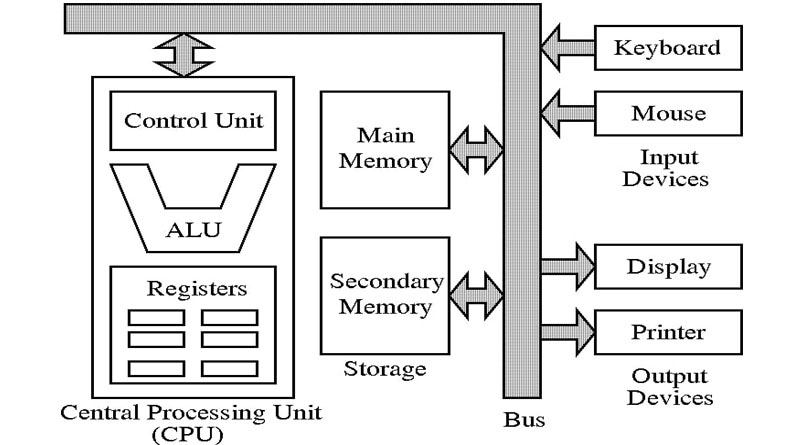 Control Unit
ALU
Registers
Central Processing Unit
(CPU)
Main
Memory
Secondary
Memory
Storage
Bus
Keyboard
Mouse
Input
Devices
Display
Printer
Output
Devices